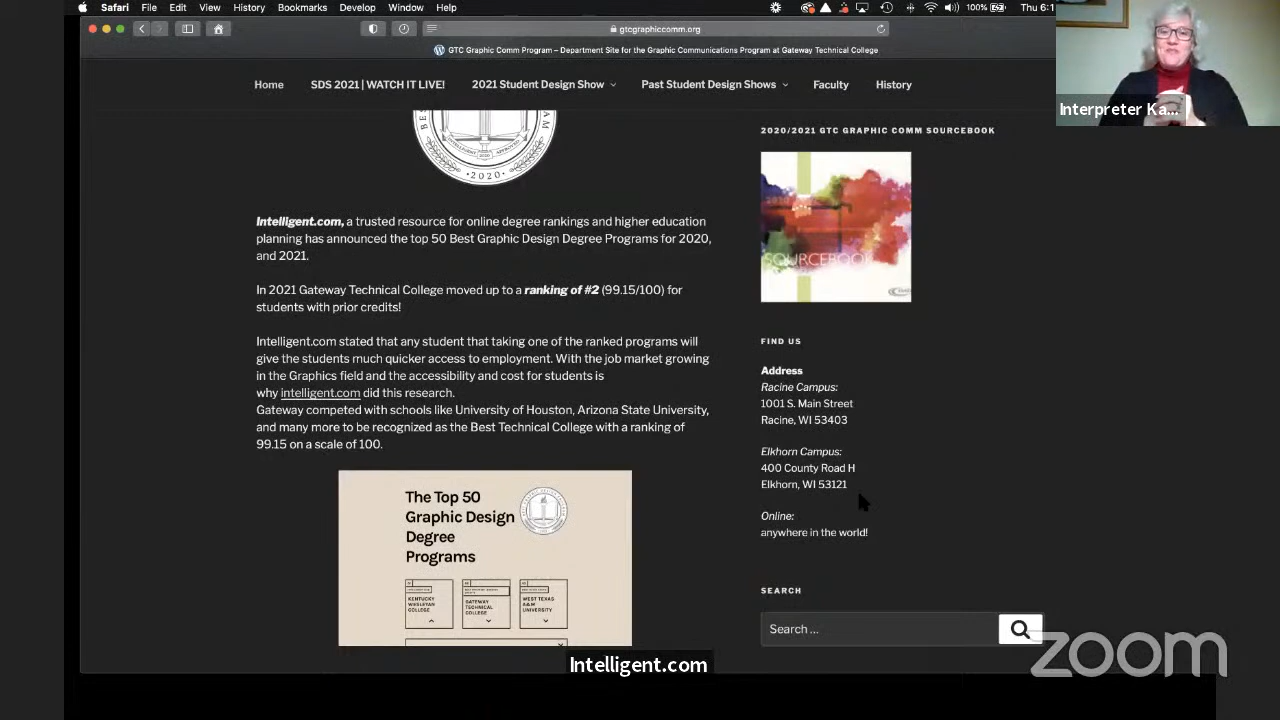 Safari File Edit View History Bookmarks Develop Window Help
100%
Thu 6:1
gtcgraphiccomm.org
GTC Graphic Comm Program – Department Site for the Graphic Communications Program at Gateway Technical College
Home SDS 2021 | WATCH IT LIVE! 2021 Student Design Show Past Student Design Shows Faculty History
Interpreter Ka...
· 2020 ·
Intelligent.com, a trusted resource for online degree rankings and higher education
planning has announced the top 50 Best Graphic Design Degree Programs for 2020,
and 2021.
In 2021 Gateway Technical College moved up to a ranking of #2 (99.15/100) for
students with prior credits!
Intelligent.com stated that any student that taking one of the ranked programs will
give the students much quicker access to employment. With the job market growing
in the Graphics field and the accessibility and cost for students is
why intelligent.com did this research.
Gateway competed with schools like University of Houston, Arizona State University,
and many more to be recognized as the Best Technical College with a ranking of
99.15 on a scale of 100.
The Top 50
Graphic Design
Degree
Programs
KENTUCKY
WESLEYAN
COLLEGE
GATEWAY
TECHNICAL
COLLEGE
WEST TEXAS
A&M
UNIVERSITY
2020/2021 GTC GRAPHIC COMM SOURCEBOOK
SOURCEBOOK
FIND US
Address
Racine Campus:
1001 S. Main Street
Racine, WI 53403
Elkhorn Campus:
400 County Road H
Elkhorn, WI 53121
Online:
anywhere in the world!
SEARCH
Search ...
Intelligent.com
zoom